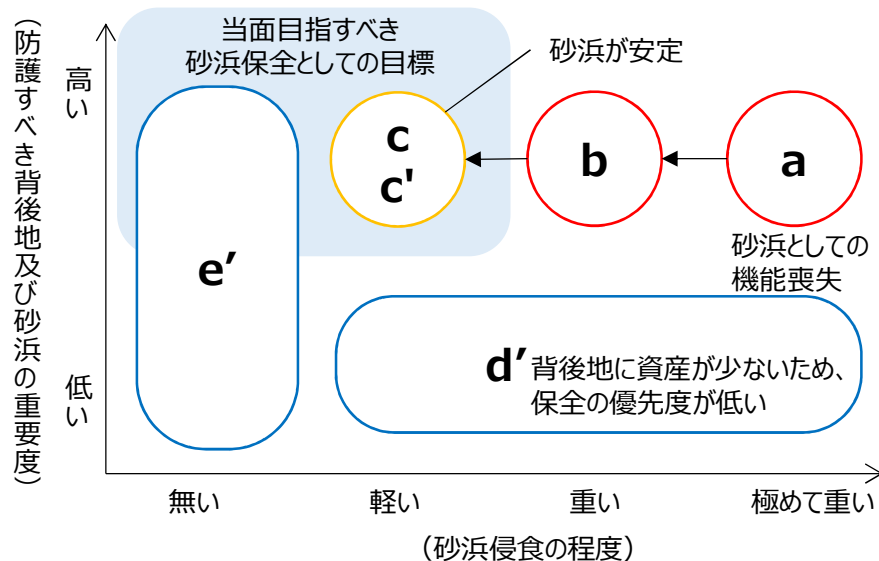 （防護すべき背後地及び砂浜の重要度）
高い
低い
当面目指すべき
砂浜保全としての目標
砂浜が安定
c
c'
b
a
e′
砂浜としての
機能喪失
d′ 背後地に資産が少ないため、
保全の優先度が低い
無い
軽い
重い
極めて重い
（砂浜侵食の程度）